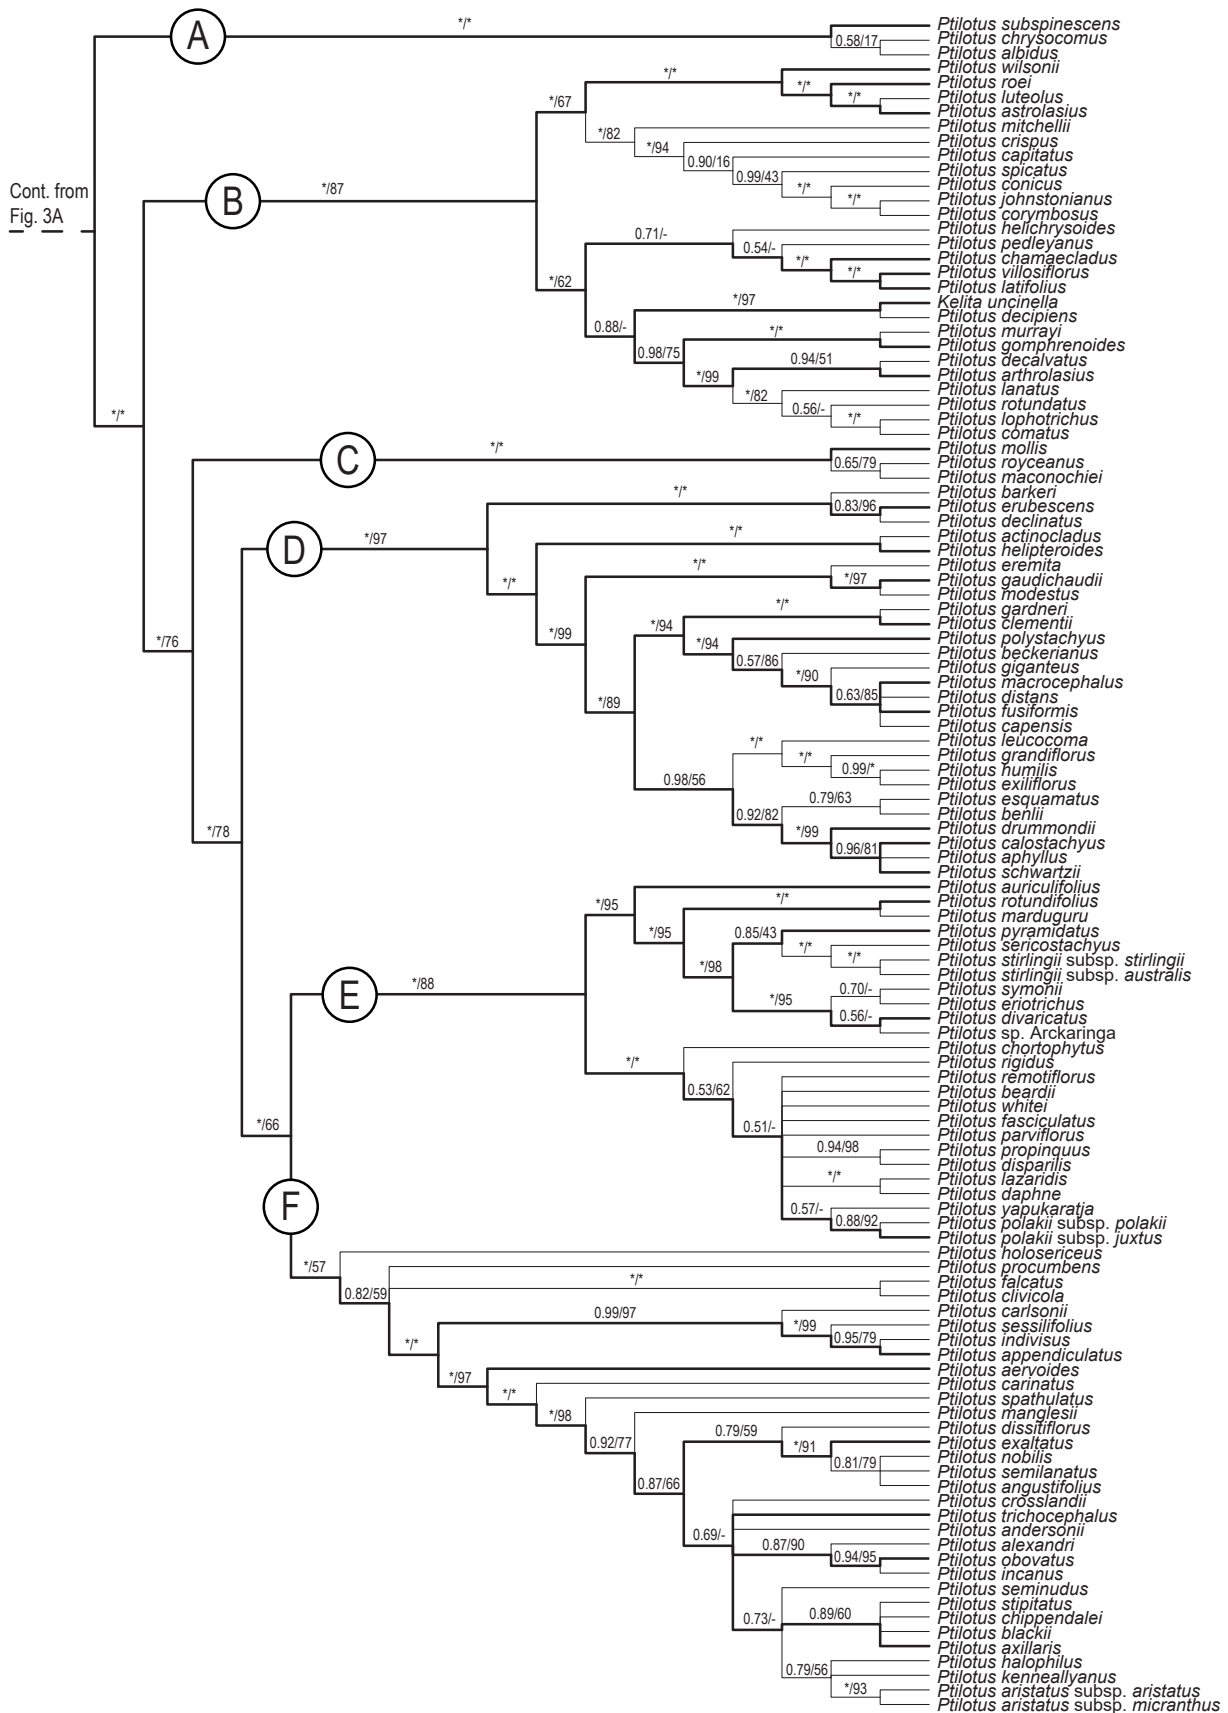 A
*/*
Ptilotus subspinescens
0.58/17
Ptilotus chrysocomus
Ptilotus albidus
Ptilotus wilsonii
*/*
*/*
Ptilotus roei
*/*
Ptilotus luteolus
Ptilotus astrolasius
*/67
Ptilotus mitchellii
*/82
Ptilotus crispus
*/94
Ptilotus capitatus
0.90/16
Ptilotus spicatus
0.99/43
Ptilotus conicus
*/*
Ptilotus johnstonianus
*/*
Ptilotus corymbosus
Cont. from
Fig. 3A
B
*/87
Ptilotus helichrysoides
0.71/-
Ptilotus pedleyanus
0.54/-
Ptilotus chamaecladus
*/*
Ptilotus villosiflorus
*/*
Ptilotus latifolius
*/62
Kelita uncinella
*/97
Ptilotus decipiens
0.88/-
Ptilotus murrayi
*/*
Ptilotus gomphrenoides
0.98/75
Ptilotus decalvatus
0.94/51
Ptilotus arthrolasius
*/99
Ptilotus lanatus
*/82
Ptilotus rotundatus
0.56/-
Ptilotus lophotrichus
*/*
Ptilotus comatus
*/*
C
*/*
Ptilotus mollis
0.65/79
Ptilotus royceanus
Ptilotus maconochiei
Ptilotus barkeri
*/*
0.83/96
Ptilotus erubescens
Ptilotus declinatus
D
*/97
Ptilotus actinocladus
*/*
Ptilotus helipteroides
*/*
Ptilotus eremita
*/*
*/97
Ptilotus gaudichaudii
Ptilotus modestus
*/99
Ptilotus gardneri
*/*
Ptilotus clementii
*/94
Ptilotus polystachyus
*/94
Ptilotus beckerianus
0.57/86
Ptilotus giganteus
*/90
Ptilotus macrocephalus
0.63/85
Ptilotus distans
Ptilotus fusiformis
Ptilotus capensis
*/89
Ptilotus leucocoma
*/*
Ptilotus grandiflorus
*/*
Ptilotus humilis
0.99/*
Ptilotus exiliflorus
0.98/56
Ptilotus esquamatus
0.79/63
Ptilotus benlii
0.92/82
Ptilotus drummondii
*/99
Ptilotus calostachyus
0.96/81
Ptilotus aphyllus
Ptilotus schwartzii
*/76
*/78
Ptilotus auriculifolius
*/95
Ptilotus rotundifolius
*/*
Ptilotus marduguru
*/95
Ptilotus pyramidatus
0.85/43
Ptilotus sericostachyus
*/*
Ptilotus stirlingii subsp. stirlingii
*/*
Ptilotus stirlingii subsp. australis
*/98
Ptilotus symonii
0.70/-
Ptilotus eriotrichus
*/95
Ptilotus divaricatus
0.56/-
Ptilotus sp. Arckaringa
E
*/88
Ptilotus chortophytus
*/*
Ptilotus rigidus
0.53/62
Ptilotus remotiflorus
Ptilotus beardii
Ptilotus whitei
Ptilotus fasciculatus
0.51/-
Ptilotus parviflorus
Ptilotus propinquus
0.94/98
Ptilotus disparilis
Ptilotus lazaridis
*/*
Ptilotus daphne
Ptilotus yapukaratja
0.57/-
Ptilotus polakii subsp. polakii
0.88/92
Ptilotus polakii subsp. juxtus
*/66
F
*/57
Ptilotus holosericeus
0.82/59
Ptilotus procumbens
Ptilotus falcatus
*/*
Ptilotus clivicola
Ptilotus carlsonii
0.99/97
Ptilotus sessilifolius
*/99
Ptilotus indivisus
0.95/79
Ptilotus appendiculatus
*/*
Ptilotus aervoides
*/97
Ptilotus carinatus
*/*
Ptilotus spathulatus
*/98
Ptilotus manglesii
0.92/77
Ptilotus dissitiflorus
0.79/59
Ptilotus exaltatus
*/91
Ptilotus nobilis
0.81/79
Ptilotus semilanatus
Ptilotus angustifolius
0.87/66
Ptilotus crosslandii
Ptilotus trichocephalus
0.69/-
Ptilotus andersonii
Ptilotus alexandri
0.87/90
Ptilotus obovatus
0.94/95
Ptilotus incanus
Ptilotus seminudus
Ptilotus stipitatus
0.73/-
0.89/60
Ptilotus chippendalei
Ptilotus blackii
Ptilotus axillaris
Ptilotus halophilus
0.79/56
Ptilotus kenneallyanus
*/93
Ptilotus aristatus subsp. aristatus
Ptilotus aristatus subsp. micranthus